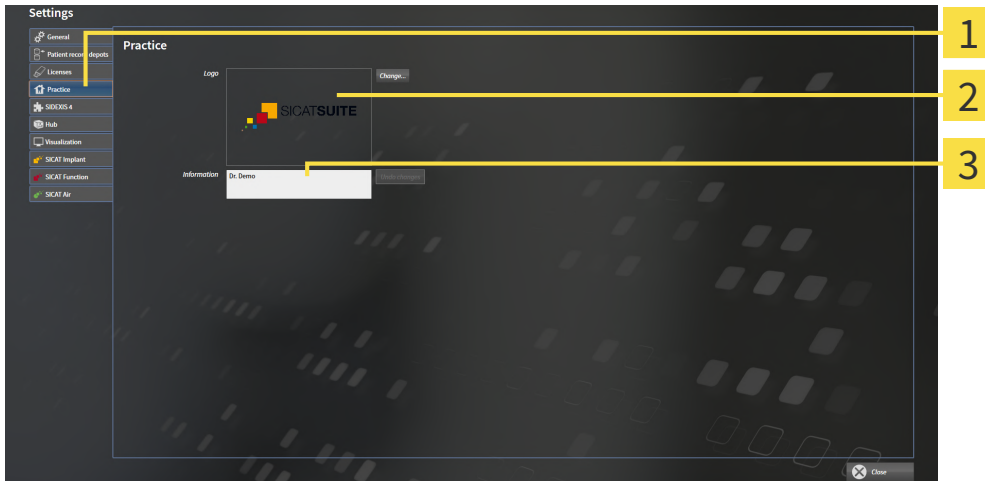 Settings
General
Patient record depots
Licenses
Practice
SIDEXIS 4
Hub
Visualization
SICAT Implant
SICAT Function
SICAT Air
Practice
Logo
SICATSUITE
Change...
Information
Dr. Demo
Undo changes
Close
1
2
3